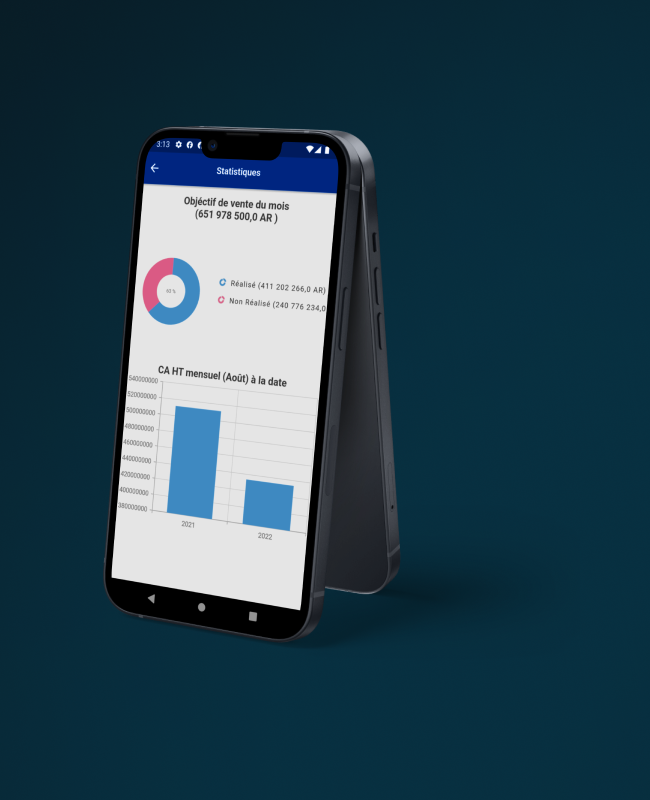 3:13
Statistiques
Objéctif de vente du mois
(651 978 500,0 AR )
63 %
Réalisé (411 202 266,0 AR)
Non Réalisé (240 776 234,0
CA HT mensuel (Août) à la date
540000000
520000000
500000000
480000000
460000000
440000000
420000000
400000000
380000000
2021
2022